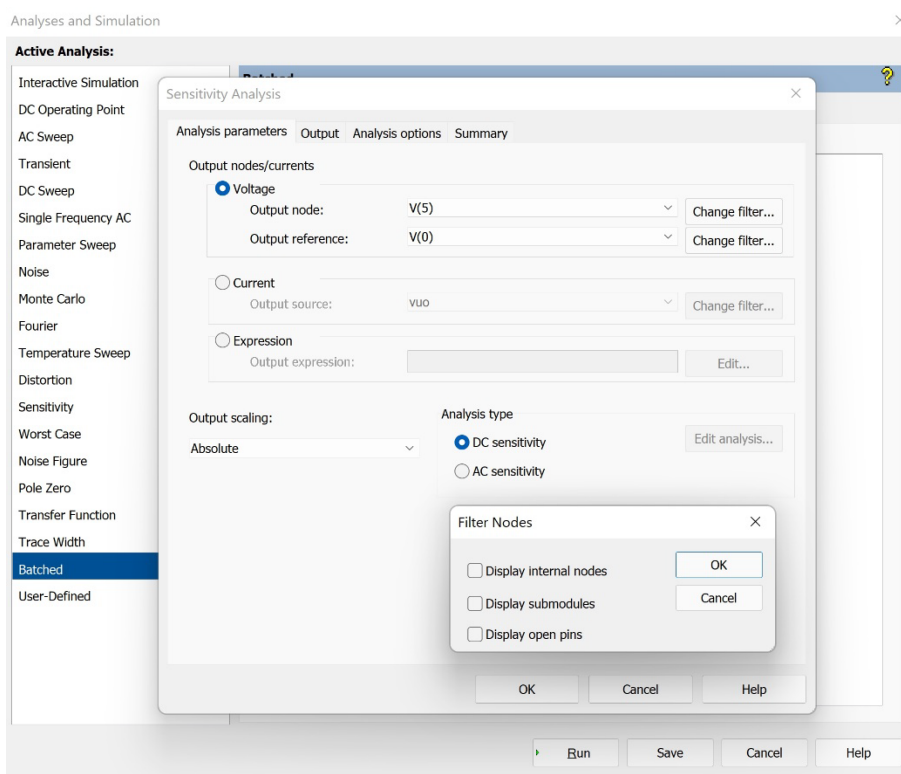 Analyses and Simulation
Active Analysis:
Interactive Simulation
DC Operating Point
AC Sweep
Transient
DC Sweep
Single Frequency AC
Parameter Sweep
Noise
Monte Carlo
Fourier
Temperature Sweep
Distortion
Sensitivity
Worst Case
Noise Figure
Pole Zero
Transfer Function
Trace Width
Batched
User-Defined
Batched
Sensitivity Analysis
Analysis parameters Output Analysis options Summary
Output nodes/currents
Voltage
Output node: V(5) Change filter...
Output reference: V(0) Change filter...
Current
Output source: vuo Change filter...
Expression
Output expression: Edit...
Output scaling:
Absolute
Analysis type
DC sensitivity Edit analysis...
AC sensitivity
Filter Nodes
Display internal nodes
Display submodules
Display open pins
OK
Cancel
OK Cancel Help
Run Save Cancel Help